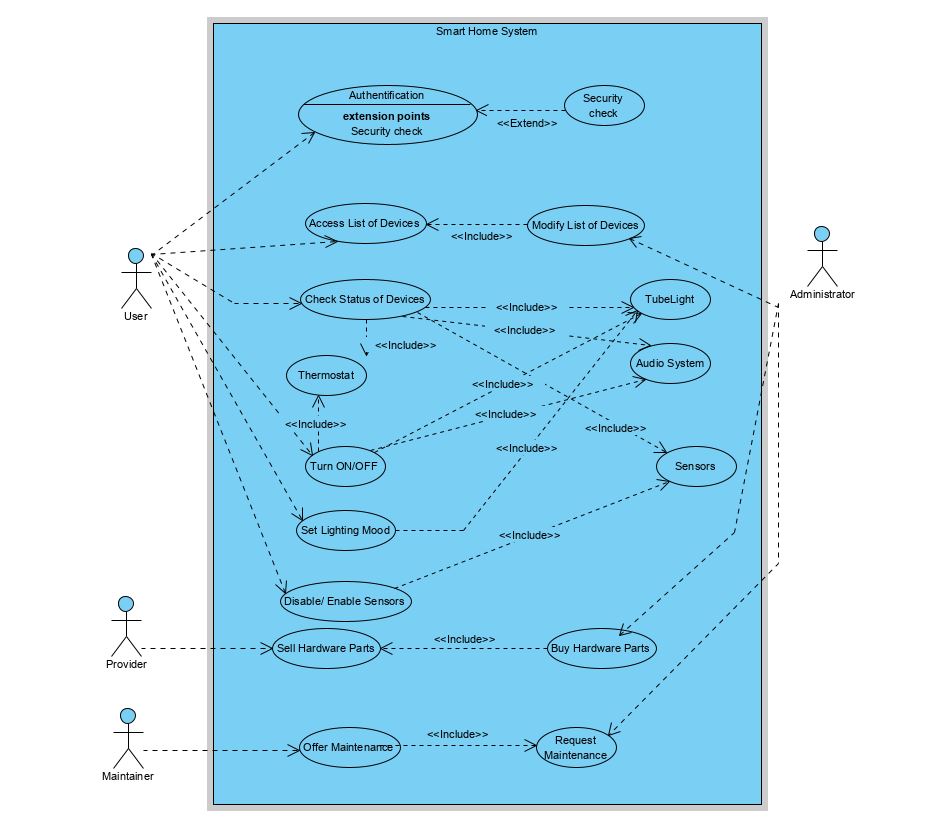 Smart Home System
Authentification
extension points
Security check
Security
check
<<Extend>>
Access List of Devices
Modify List of Devices
<<Include>>
User
Administrator
Check Status of Devices
<<Include>>
TubeLight
<<Include>>
<<Include>>
Audio System
Thermostat
<<Include>>
<<Include>>
<<Include>>
<<Include>>
<<Include>>
Turn ON/OFF
Sensors
Set Lighting Mood
<<Include>>
Disable/ Enable Sensors
<<Include>>
Sell Hardware Parts
Buy Hardware Parts
Provider
<<Include>>
Offer Maintenance
Request
Maintenance
Maintainer